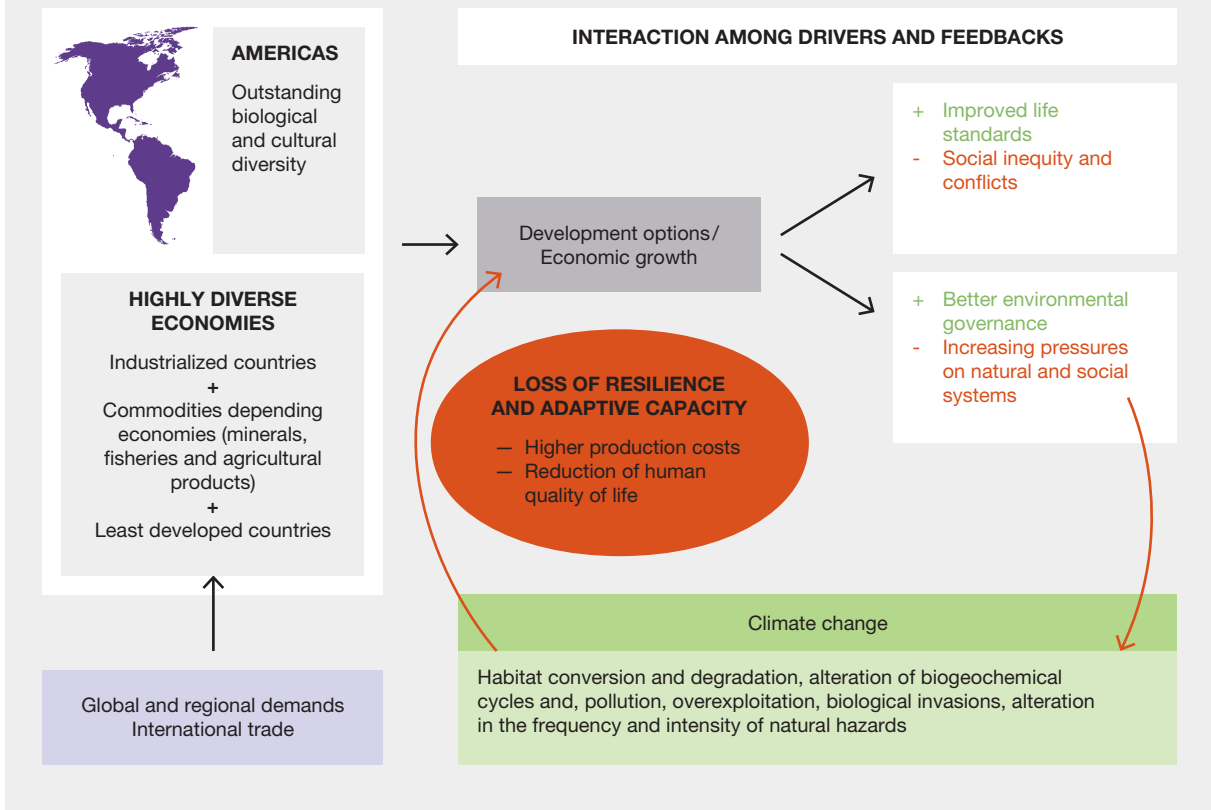 AMERICAS
Outstanding
biological
and cultural
diversity
HIGHLY DIVERSE
ECONOMIES
Industrialized countries
+
Commodities depending
economies (minerals,
fisheries and agricultural
products)
+
Least developed countries
Global and regional demands
International trade
INTERACTION AMONG DRIVERS AND FEEDBACKS
Development options/
Economic growth
+ Improved life
standards
- Social inequity and
conflicts
+ Better environmental
governance
- Increasing pressures
on natural and social
systems
LOSS OF RESILIENCE
AND ADAPTIVE CAPACITY
— Higher production costs
— Reduction of human
quality of life
Climate change
Habitat conversion and degradation, alteration of biogeochemical
cycles and, pollution, overexploitation, biological invasions, alteration
in the frequency and intensity of natural hazards